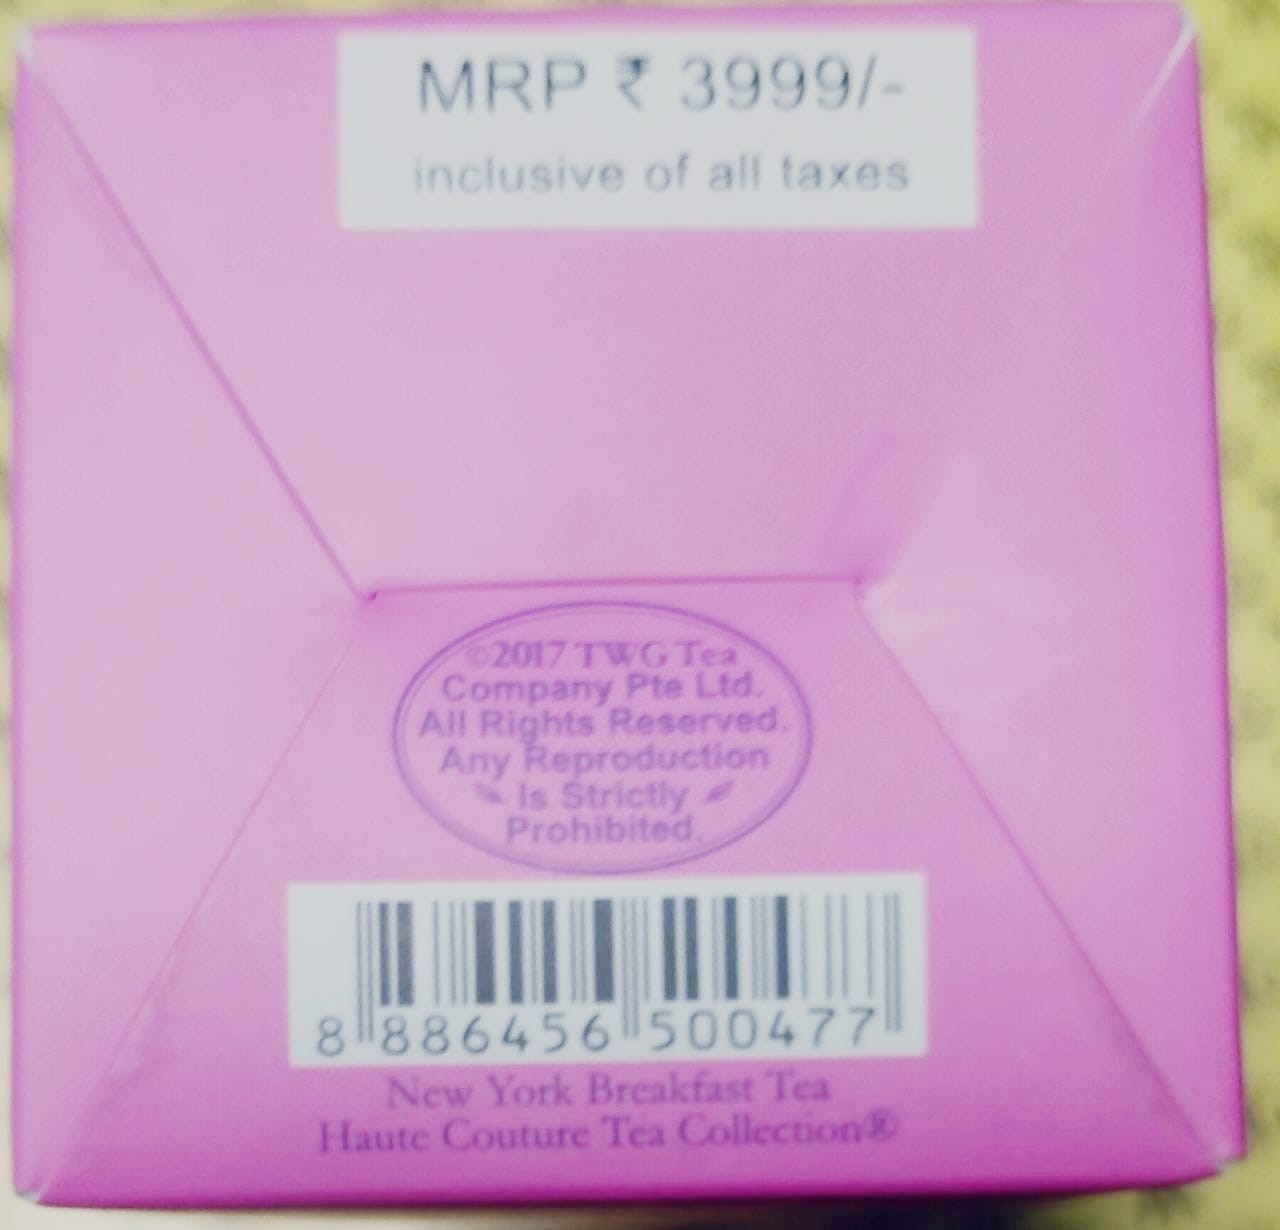 MRP ₹ 3999/-
inclusive of all taxes
©2017 TWG Tea
Company Pte Ltd.
All Rights Reserved.
Any Reproduction
Is Strictly
Prohibited.
8 886456 500477
New York Breakfast Tea
Haute Couture Tea Collection®